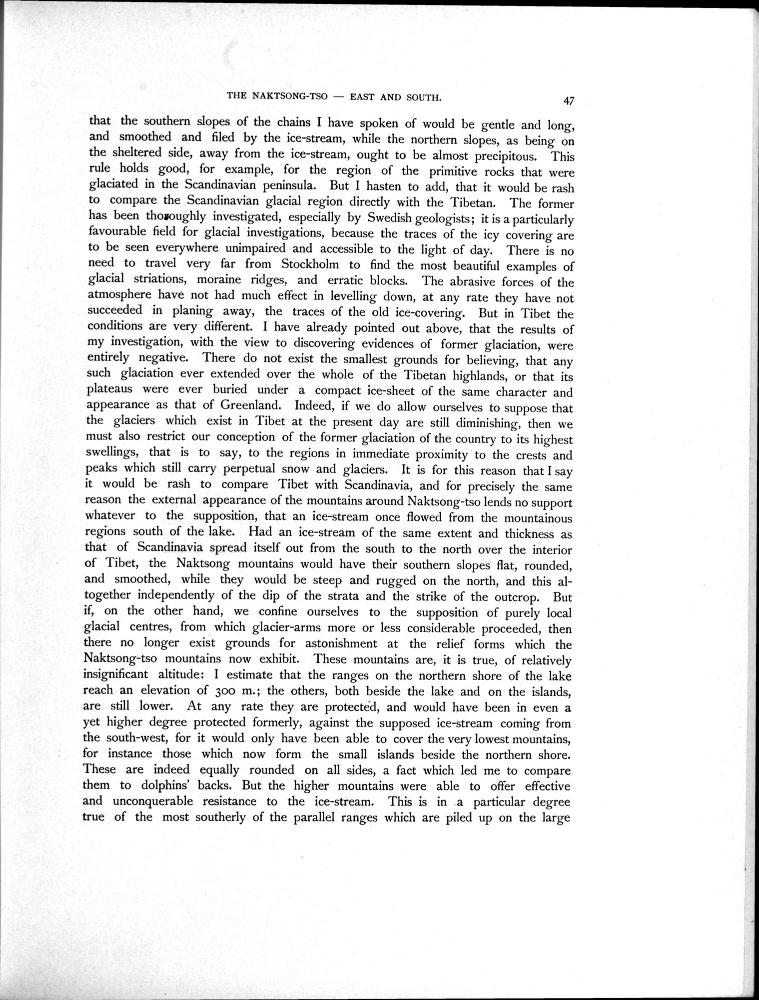 THE NAKTSONG-TSO — EAST AND SOUTH. 47
that the southern slopes of the chains I have spoken of would be gentle and long,
and smoothed and filed by the ice-stream, while the northern slopes, as being on
the sheltered side, away from the ice-stream, ought to be almost precipitous. This
rule holds good, for example, for the region of the primitive rocks that were
glaciated in the Scandinavian peninsula. But I hasten to add, that it would be rash
to compare the Scandinavian glacial region directly with the Tibetan. The former
has been thoroughly investigated, especially by Swedish geologists; it is a particularly
favourable field for glacial investigations, because the traces of the icy covering are
to be seen everywhere unimpaired and accessible to the light of day. There is no
need to travel very far from Stockholm to find the most beautiful examples of
glacial striations, moraine ridges, and erratic blocks. The abrasive forces of the
atmosphere have not had much effect in levelling down, at any rate they have not
succeeded in planing away, the traces of the old ice-covering. But in Tibet the
conditions are very different. I have already pointed out above, that the results of
my investigation, with the view to discovering evidences of former glaciation, were
entirely negative. There do not exist the smallest grounds for believing, that any
such glaciation ever extended over the whole of the Tibetan highlands, or that its
plateaus were ever buried under a compact ice-sheet of the same character and
appearance as that of Greenland. Indeed, if we do allow ourselves to suppose that
the glaciers which exist in Tibet at the present day are still diminishing, then we
must also restrict our conception of the former glaciation of the country to its highest
swellings, that is to say, to the regions in immediate proximity to the crests and
peaks which still carry perpetual snow and glaciers. It is for this reason that I say
it would be rash to compare Tibet with Scandinavia, and for precisely the same
reason the external appearance of the mountains around Naktsong-tso lends no support
whatever to the supposition, that an ice-stream once flowed from the mountainous
regions south of the lake. Had an ice-stream of the same extent and thickness as
that of Scandinavia spread itself out from the south to the north over the interior
of Tibet, the Naktsong mountains would have their southern slopes flat, rounded,
and smoothed, while they would be steep and rugged on the north, and this al-
together independently of the dip of the strata and the strike of the outcrop. But
if, on the other hand, we confine ourselves to the supposition of purely local
glacial centres, from which glacier-arms more or less considerable proceeded, then
there no longer exist grounds for astonishment at the relief forms which the
Naktsong-tso mountains now exhibit. These mountains are, it is true, of relatively
insignificant altitude: I estimate that the ranges on the northern shore of the lake
reach an elevation of 300 m.; the others, both beside the lake and on the islands,
are still lower. At any rate they are protected, and would have been in even a
yet higher degree protected formerly, against the supposed ice-stream coming from
the south-west, for it would only have been able to cover the very lowest mountains,
for instance those which now form the small islands beside the northern shore.
These are indeed equally rounded on all sides, a fact which led me to compare
them to dolphins' backs. But the higher mountains were able to offer effective
and unconquerable resistance to the ice-stream. This is in a particular degree
true of the most southerly of the parallel ranges which are piled up on the large